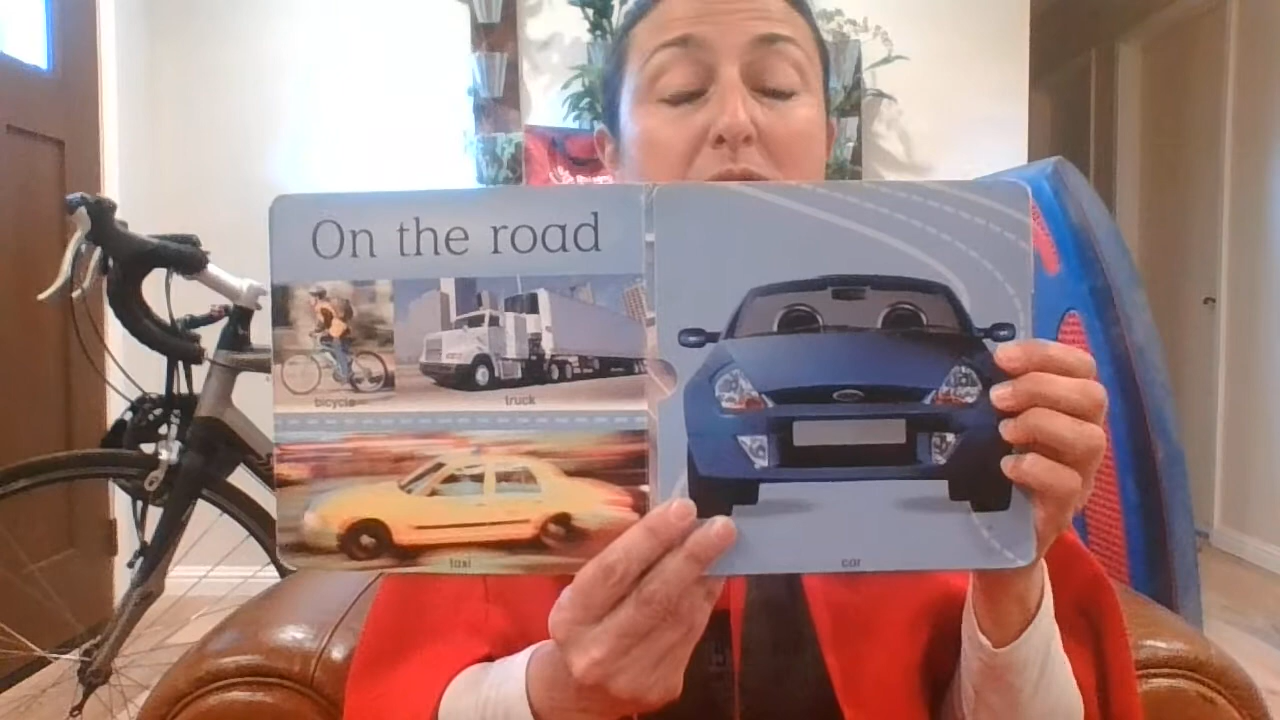 On the road
bicycle
truck
taxi
car